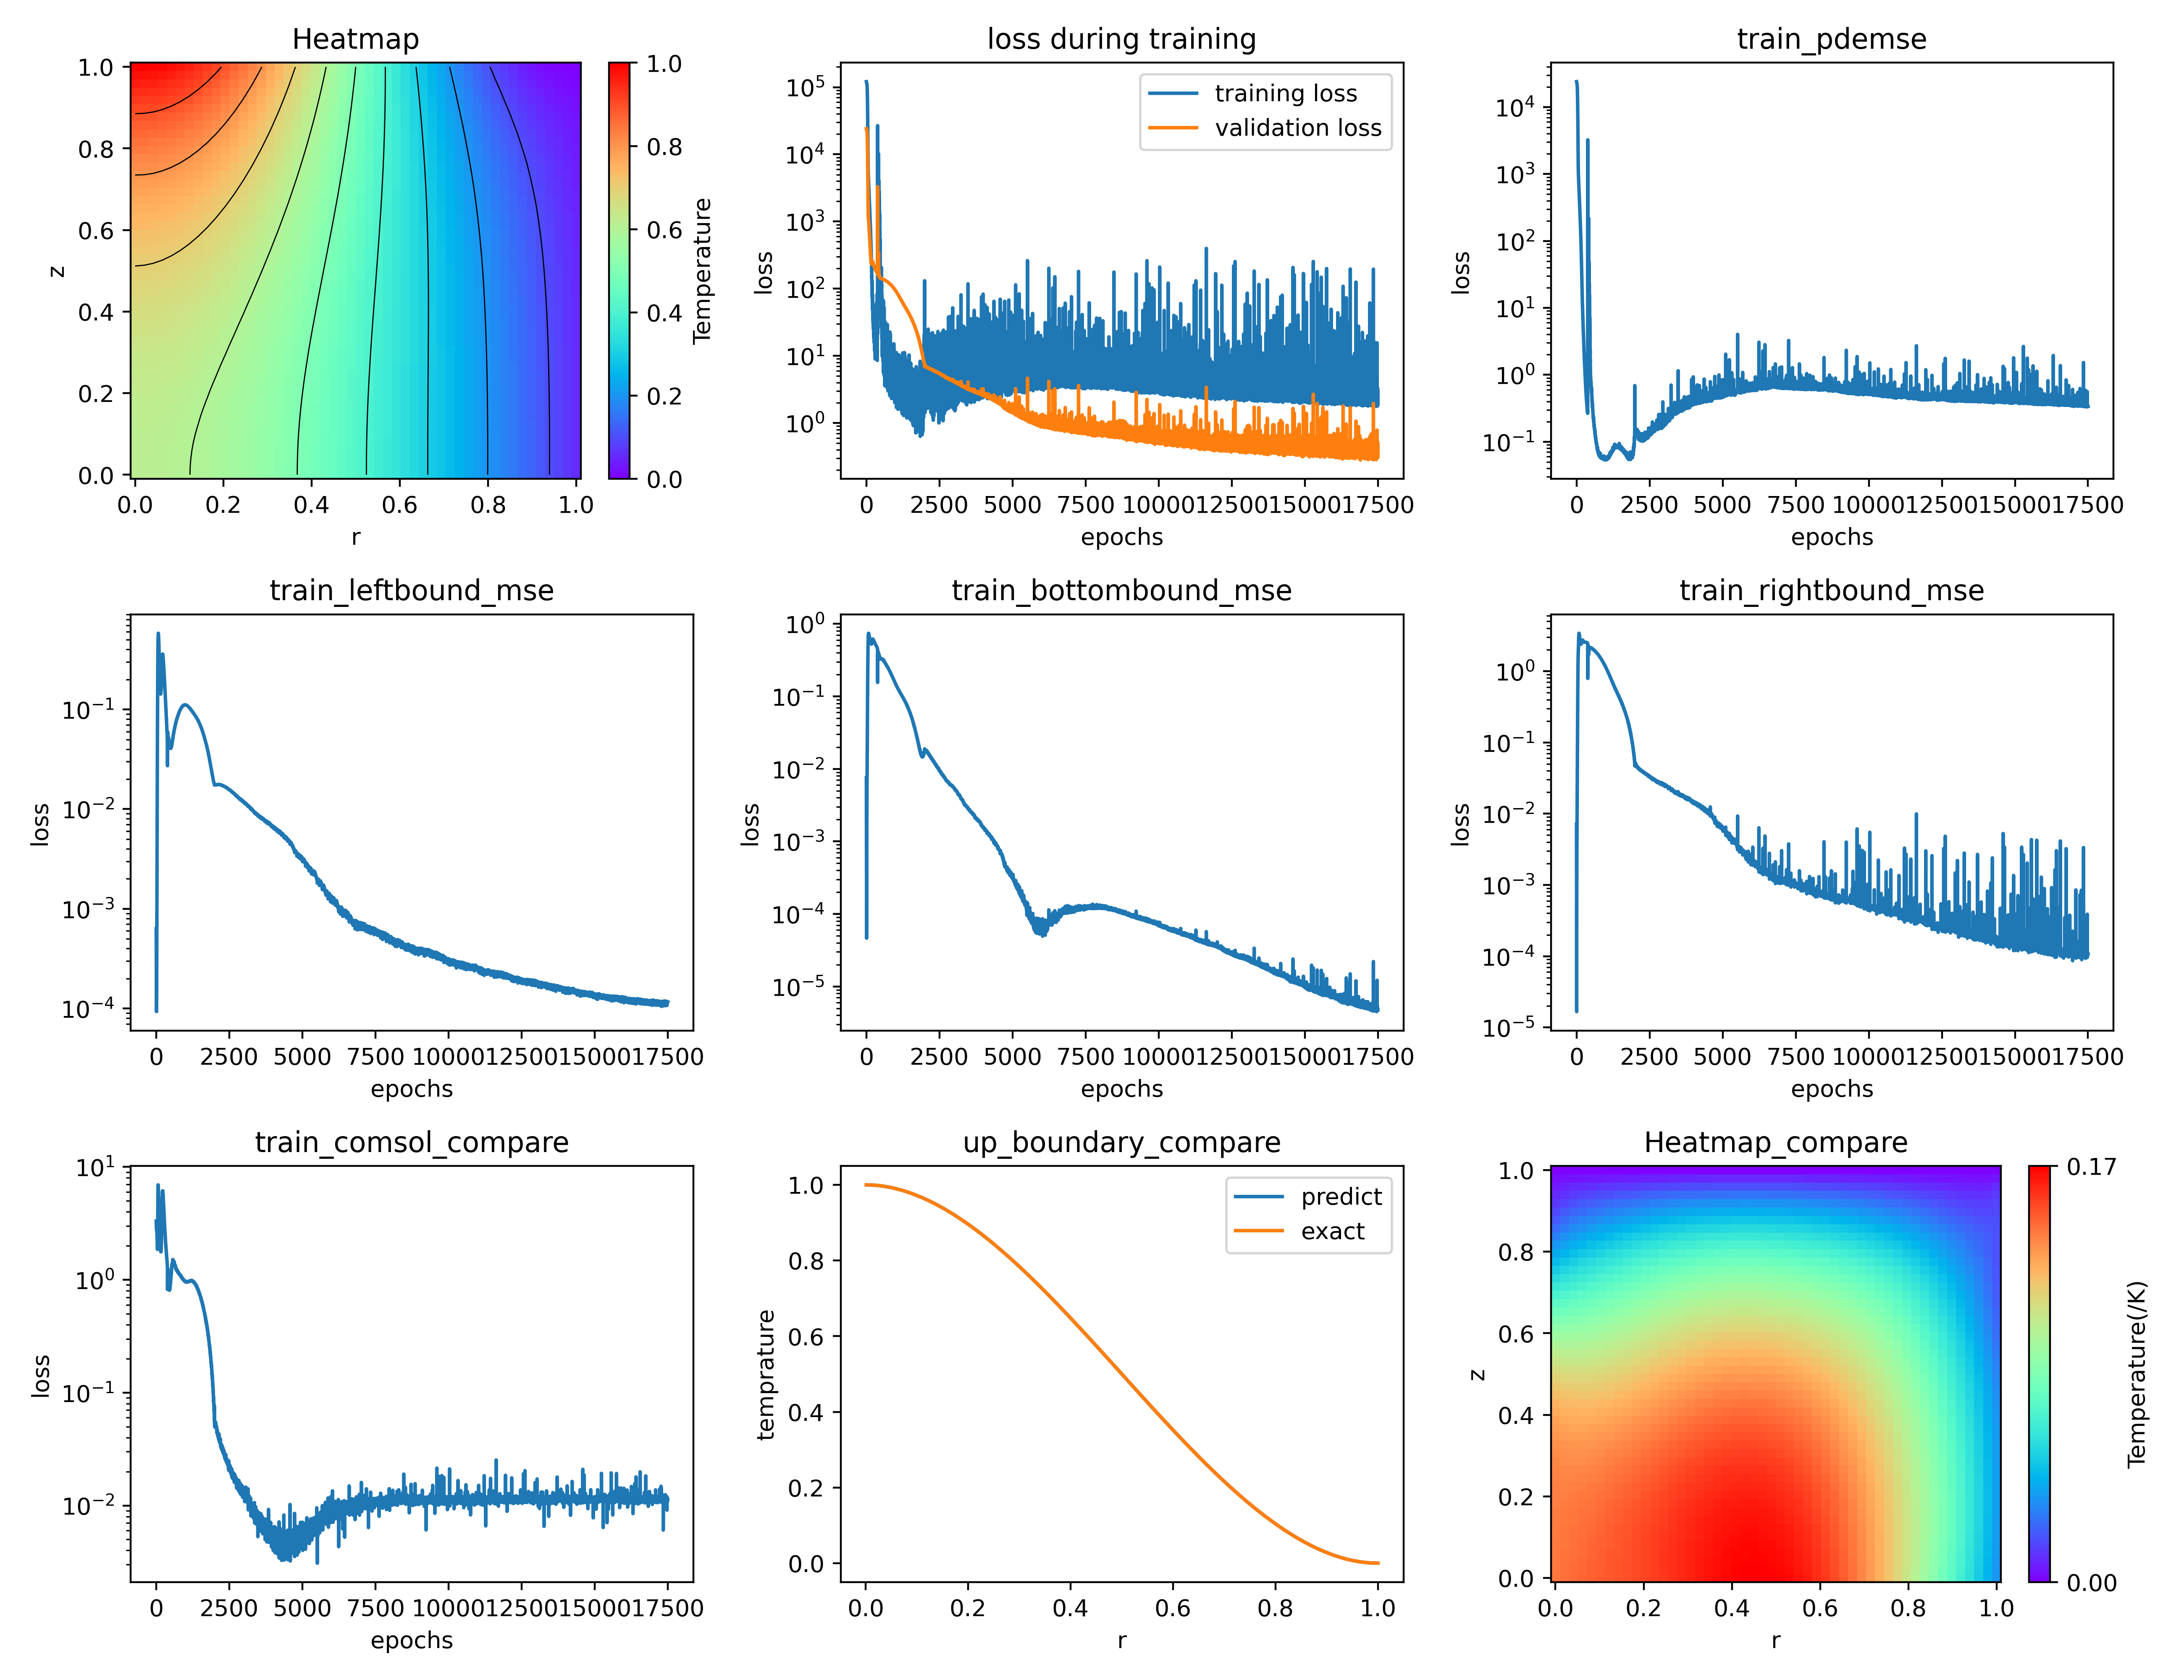 Heatmap
1.0
0.8
0.6
0.4
0.2
0.0
z
0.0 0.2 0.4 0.6 0.8 1.0
r
1.0
0.8
0.6
0.4
0.2
0.0
Temperature
loss during training
training loss
validation loss
10^5
10^4
10^3
10^2
10^1
10^0
loss
0 2500 5000 7500 10000 12500 15000 17500
epochs
train_pdemse
10^4
10^3
10^2
10^1
10^0
10^-1
loss
0 2500 5000 7500 10000 12500 15000 17500
epochs
train_leftbound_mse
10^-1
10^-2
10^-3
10^-4
loss
0 2500 5000 7500 10000 12500 15000 17500
epochs
train_bottombound_mse
10^0
10^-1
10^-2
10^-3
10^-4
10^-5
loss
0 2500 5000 7500 10000 12500 15000 17500
epochs
train_rightbound_mse
10^0
10^-1
10^-2
10^-3
10^-4
10^-5
loss
0 2500 5000 7500 10000 12500 15000 17500
epochs
train_comsol_compare
10^1
10^0
10^-1
10^-2
loss
0 2500 5000 7500 10000 12500 15000 17500
epochs
up_boundary_compare
predict
exact
1.0
0.8
0.6
0.4
0.2
0.0
temprature
0.0 0.2 0.4 0.6 0.8 1.0
r
Heatmap_compare
1.0
0.8
0.6
0.4
0.2
0.0
z
0.0 0.2 0.4 0.6 0.8 1.0
r
0.17
0.00
Temperature(/K)